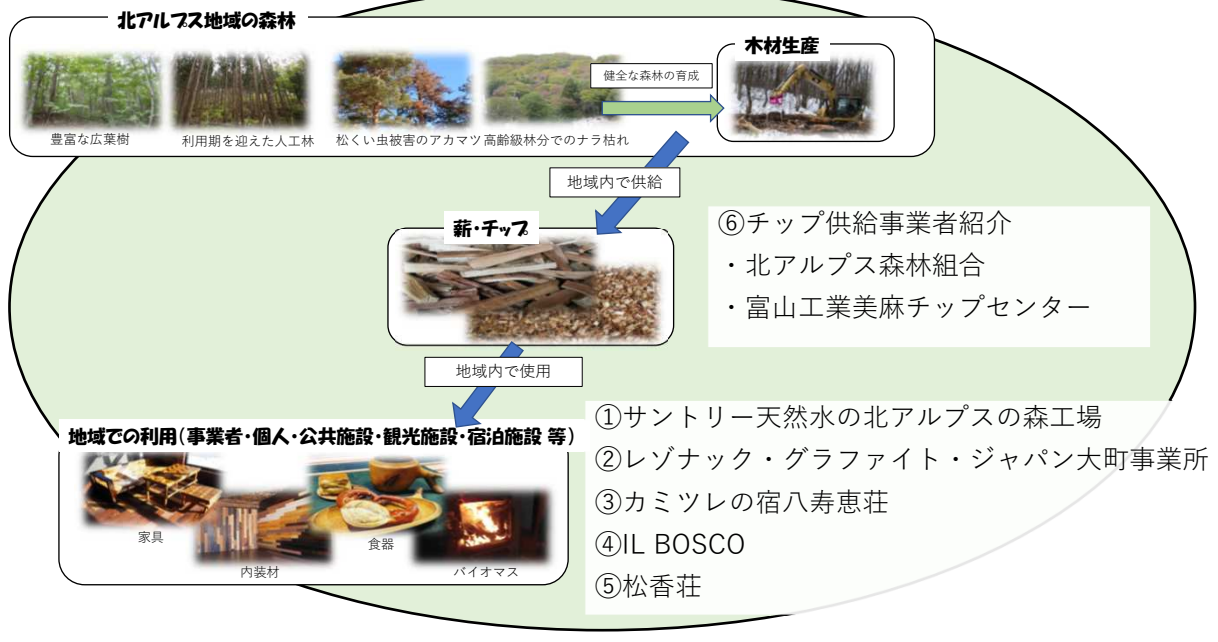 北アルプス地域の森林
木材生産
健全な森林の育成
豊富な広葉樹
利用期を迎えた人工林
松くい虫被害のアカマツ
高齢級林分でのナラ枯れ
地域内で供給
薪・チップ
⑥チップ供給事業者紹介
・北アルプス森林組合
・富山工業美麻チップセンター
地域内で使用
地域での利用(事業者・個人・公共施設・観光施設・宿泊施設 等)
家具
内装材
食器
バイオマス
①サントリー天然水の北アルプスの森工場
②レゾナック・グラファイト・ジャパン大町事業所
③カミツレの宿八寿恵荘
④IL BOSCO
⑤松香荘